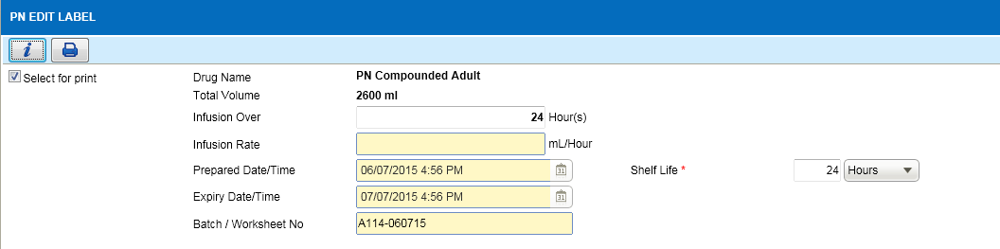 PN EDIT LABEL
i
Select for print
Drug Name PN Compounded Adult
Total Volume 2600 ml
Infusion Over 24 Hour(s)
Infusion Rate mL/Hour
Prepared Date/Time 06/07/2015 4:56 PM 31 Shelf Life * 24 Hours
Expiry Date/Time 07/07/2015 4:56 PM 31
Batch / Worksheet No A114-060715